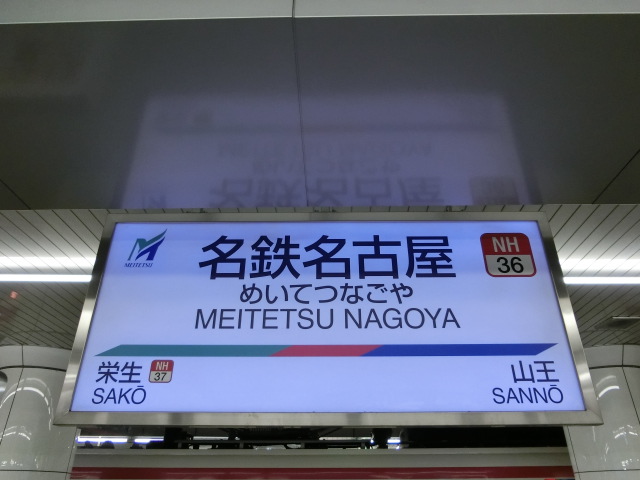 MEITETSU
名鉄名古屋
NH
36
めいてつなごや
MEITETSU NAGOYA
栄生
NH
37
SAKŌ
山王
SANNŌ